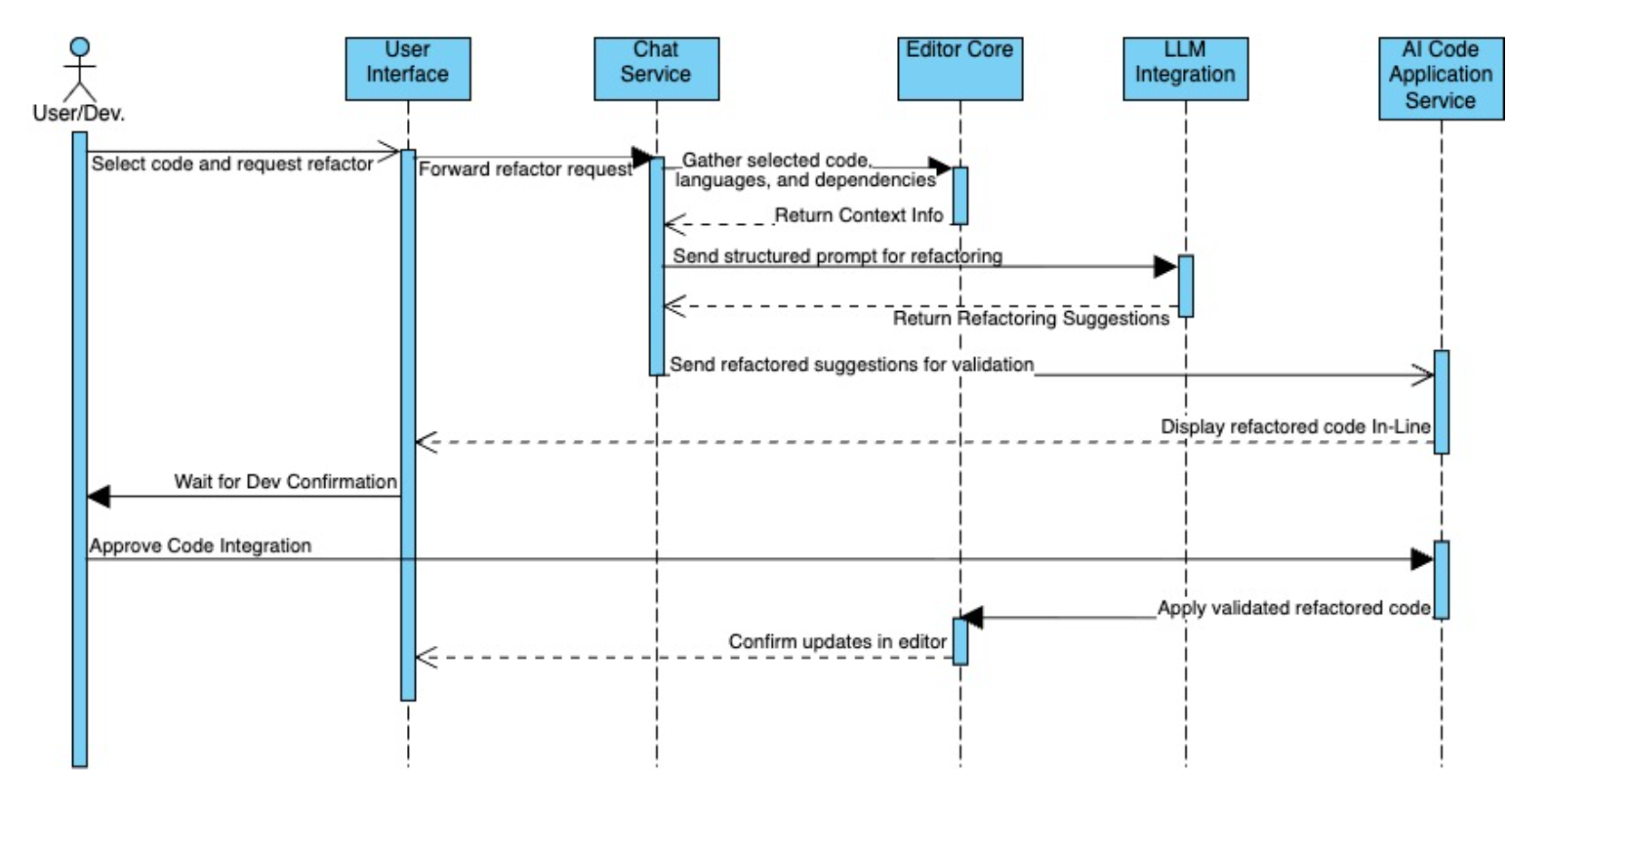 User/Dev.
User
Interface
Chat
Service
Editor Core
LLM
Integration
AI Code
Application
Service
Select code and request refactor
Forward refactor request
Gather selected code,
languages, and dependencies
Return Context Info
Send structured prompt for refactoring
Return Refactoring Suggestions
Send refactored suggestions for validation
Display refactored code In-Line
Wait for Dev Confirmation
Approve Code Integration
Apply validated refactored code
Confirm updates in editor